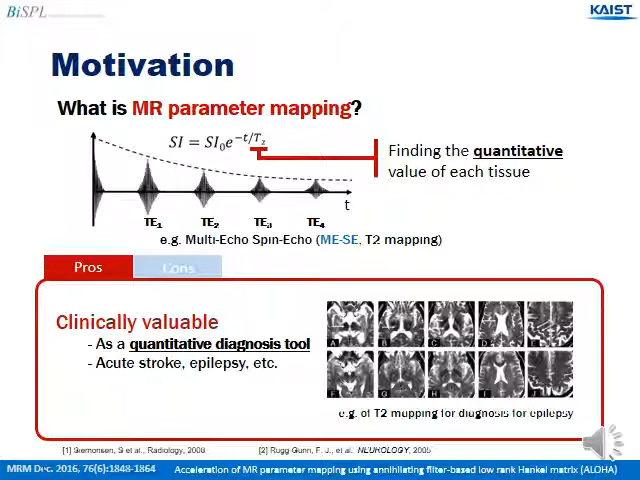 BiSPL
KAIST
Motivation
What is MR parameter mapping?
SI = SI₀e^−t/T₂
Finding the quantitative
value of each tissue
t
TE₁ TE₂ TE₃ TE₄
e.g. Multi-Echo Spin-Echo (ME-SE, T2 mapping)
Pros Cons
Clinically valuable
- As a quantitative diagnosis tool
- Acute stroke, epilepsy, etc.
A B C D E
F G H I
e.g. of T2 mapping for diagnosis for epilepsy
[1] Siemonsen, S et al., Radiology, 2008 [2] Rugg-Gunn, F. J., et al. NEUROLOGY, 2005
MRM Dec. 2016, 76(6):1848-1864 Acceleration of MR parameter mapping using annihilating filter-based low rank Hankel matrix (ALOHA)